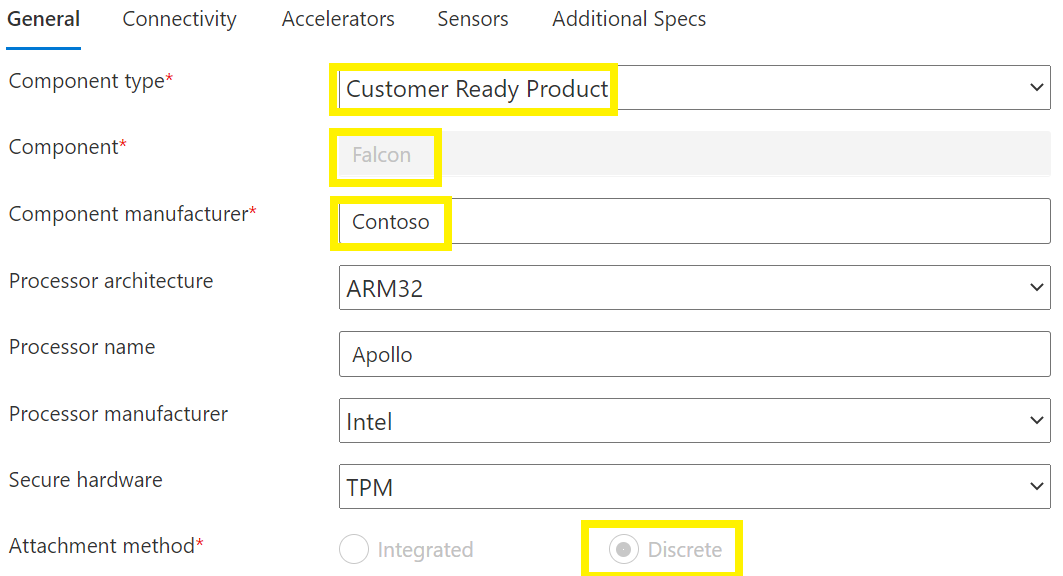 General Connectivity Accelerators Sensors Additional Specs
Component type* Customer Ready Product
Component* Falcon
Component manufacturer* Contoso
Processor architecture ARM32
Processor name Apollo
Processor manufacturer Intel
Secure hardware TPM
Attachment method* Integrated Discrete